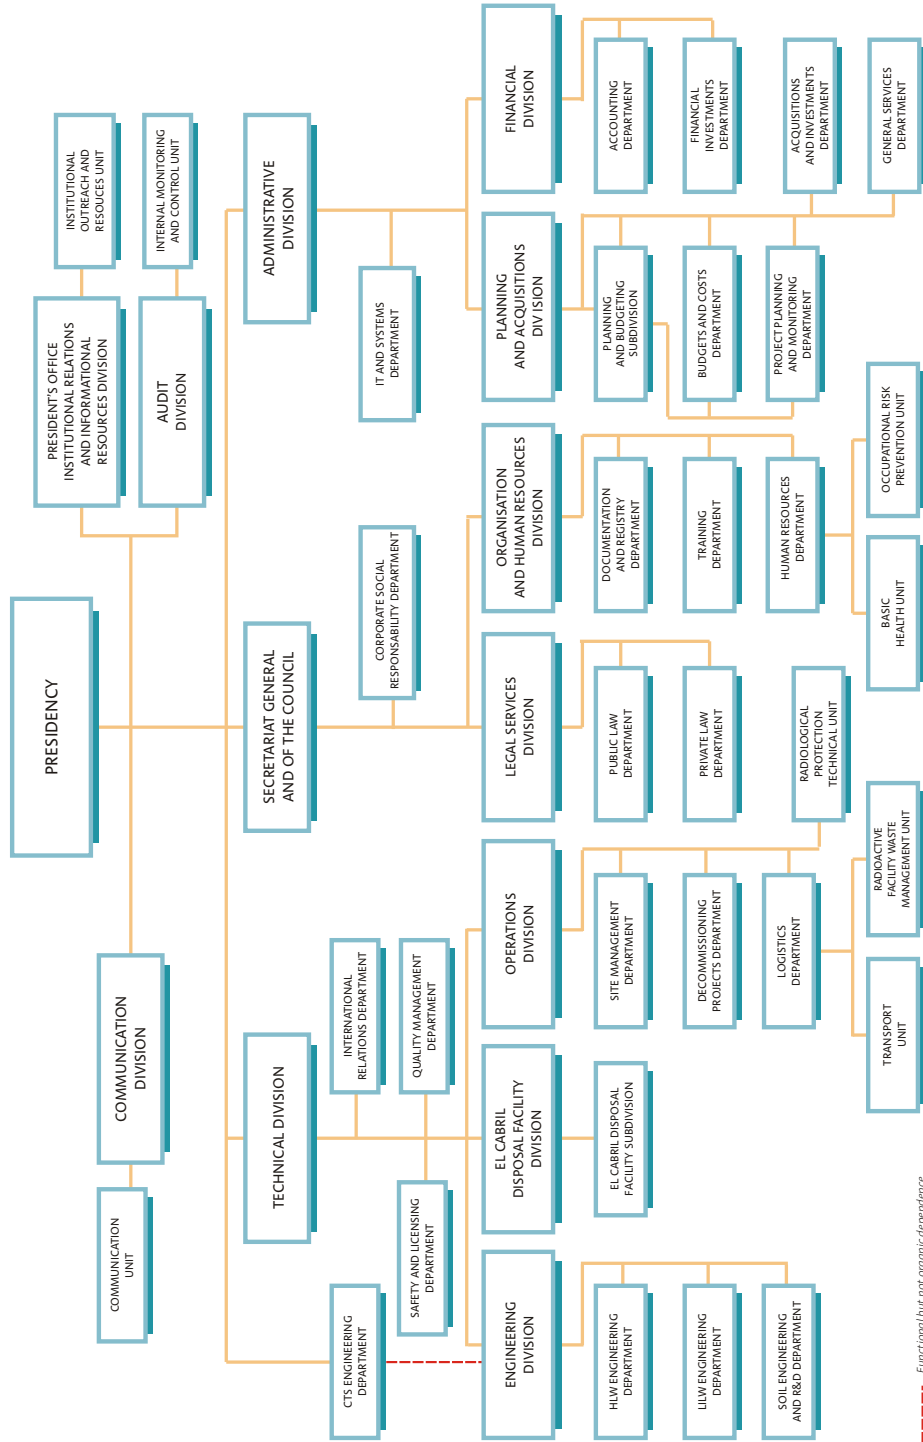 PRESIDENCY
COMMUNICATION
DIVISION
COMMUNICATION
UNIT
PRESIDENT'S OFFICE
INSTITUTIONAL RELATIONS
AND INFORMATIONAL
RESOURCES DIVISION
INSTITUTIONAL
OUTREACH AND
RESOUCES UNIT
AUDIT
DIVISION
INTERNAL MONITORING
AND CONTROL UNIT
TECHNICAL DIVISION
SECRETARIAT GENERAL
AND OF THE COUNCIL
ADMINISTRATIVE
DIVISION
CTS ENGINEERING
DEPARTMENT
INTERNATIONAL
RELATIONS DEPARTMENT
CORPORATE SOCIAL
RESPONSABILITY DEPARTMENT
IT AND SYSTEMS
DEPARTMENT
SAFETY AND LICENSING
DEPARTMENT
QUALITY MANAGEMENT
DEPARTMENT
ENGINEERING
DIVISION
EL CABRIL
DISPOSAL FACILITY
DIVISION
OPERATIONS
DIVISION
LEGAL SERVICES
DIVISION
ORGANISATION
AND HUMAN RESOURCES
DIVISION
PLANNING
AND ACQUISITIONS
DIVISION
FINANCIAL
DIVISION
HLW ENGINEERING
DEPARTMENT
EL CABRIL DISPOSAL
FACILITY SUBDIVISION
SITE MANAGEMENT
DEPARTMENT
PUBLIC LAW
DEPARTMENT
DOCUMENTATION
AND REGISTRY
DEPARTMENT
PLANNING
AND BUDGETING
SUBDIVISION
ACCOUNTING
DEPARTMENT
LILW ENGINEERING
DEPARTMENT
DECOMMISSIONING
PROJECTS DEPARTMENT
PRIVATE LAW
DEPARTMENT
TRAINING
DEPARTMENT
BUDGETS AND COSTS
DEPARTMENT
FINANCIAL
INVESTMENTS
DEPARTMENT
SOIL ENGINEERING
AND R&D DEPARTMENT
LOGISTICS
DEPARTMENT
RADIOLOGICAL
PROTECTION
TECHNICAL UNIT
HUMAN RESOURCES
DEPARTMENT
PROJECT PLANNING
AND MONITORING
DEPARTMENT
ACQUISITIONS
AND INVESTMENTS
DEPARTMENT
TRANSPORT
UNIT
RADIOACTIVE
FACILITY WASTE
MANAGEMENT UNIT
BASIC
HEALTH UNIT
OCCUPATIONAL RISK
PREVENTION UNIT
GENERAL SERVICES
DEPARTMENT
Functional but not organic dependence